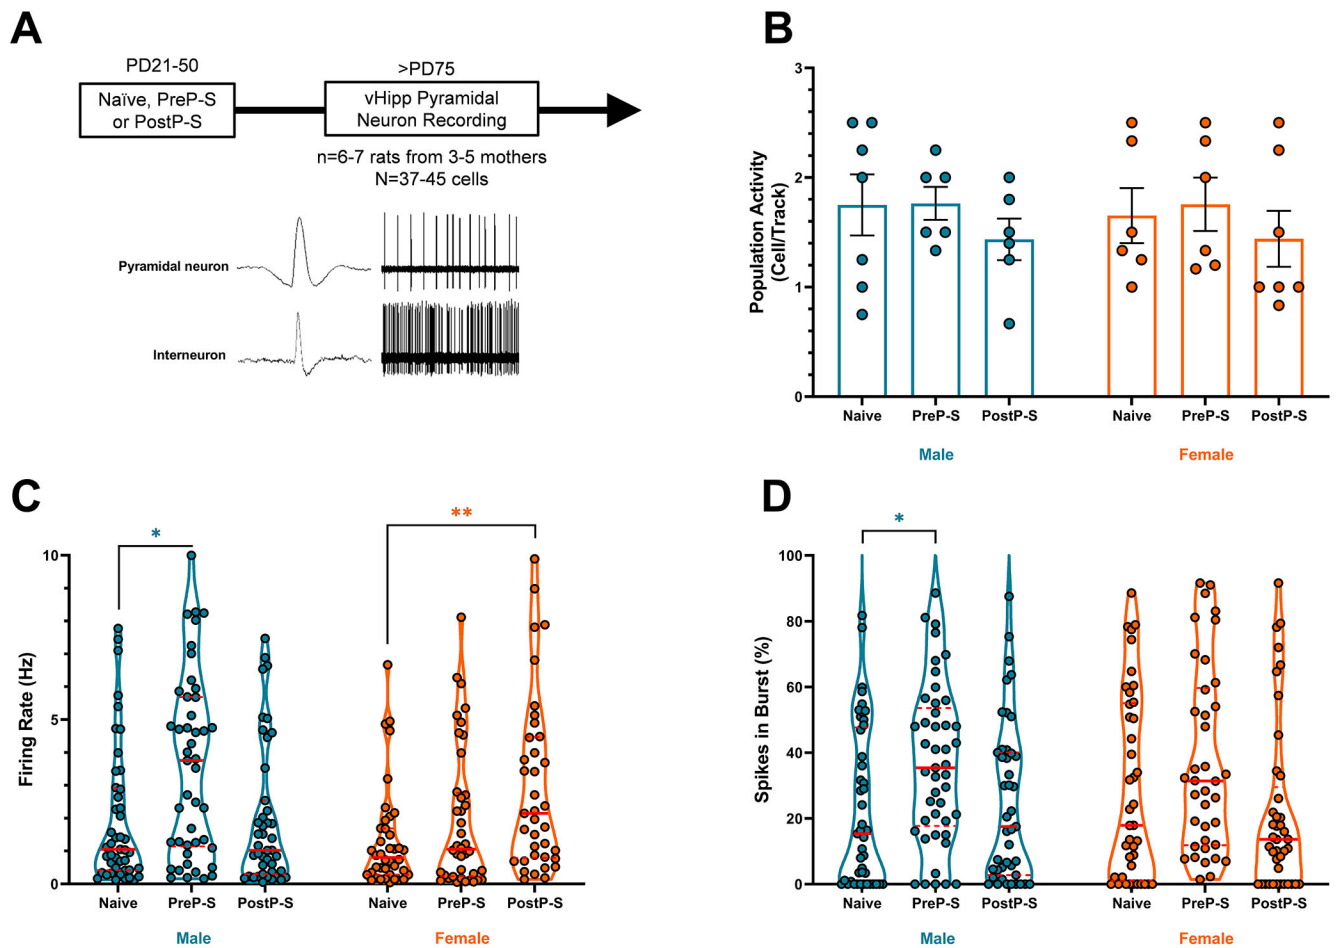 A
PD21-50
>PD75
Naïve, PreP-S
or PostP-S
vHipp Pyramidal
Neuron Recording
n=6-7 rats from 3-5 mothers
N=37-45 cells
Pyramidal neuron
Interneuron
B
Population Activity
(Cell/Track)
3
2
1
0
Naive
PreP-S
PostP-S
Naive
PreP-S
PostP-S
Male
Female
C
Firing Rate (Hz)
10
5
0
*
**
Naive
PreP-S
PostP-S
Naive
PreP-S
PostP-S
Male
Female
D
Spikes in Burst (%)
100
80
60
40
20
0
*
Naive
PreP-S
PostP-S
Naive
PreP-S
PostP-S
Male
Female